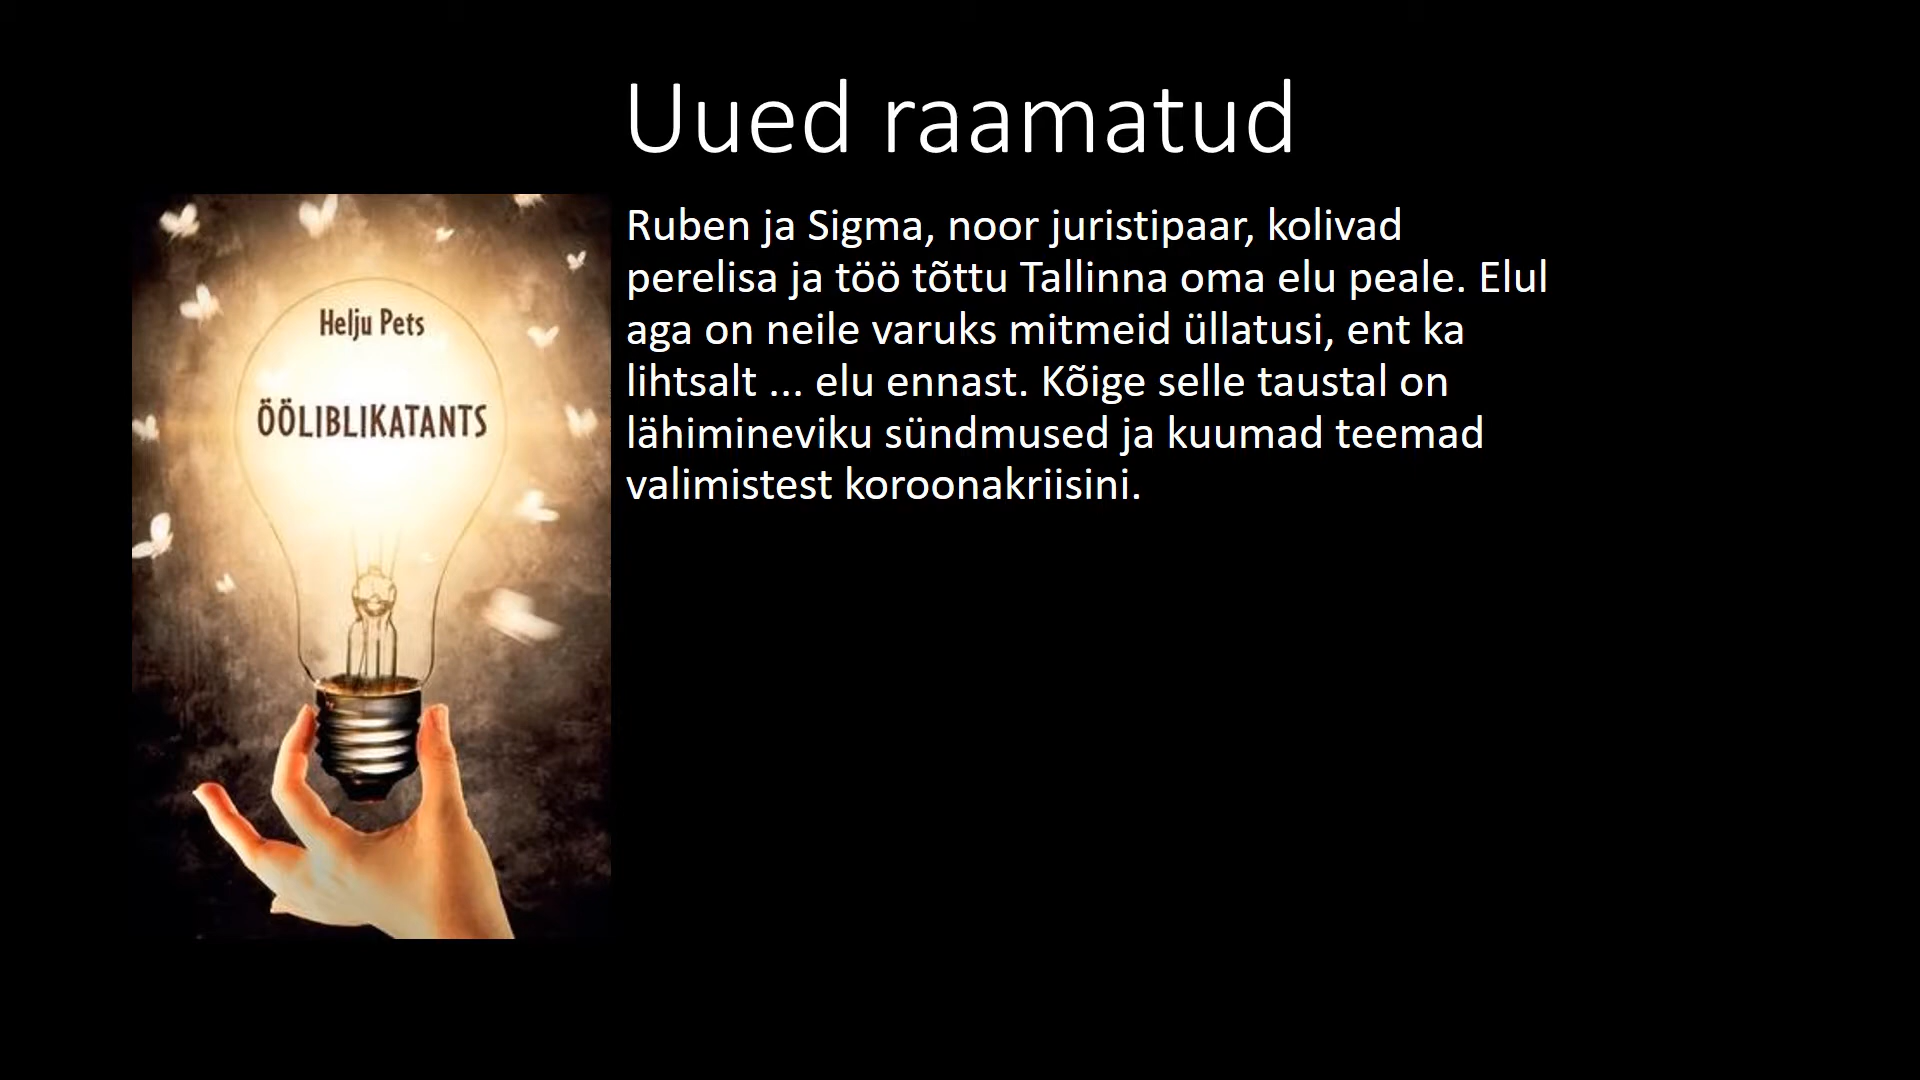 Uued raamatud
Helju Pets
ÖÖLIBLIKATANTS
Ruben ja Sigma, noor juristipaar, kolivad
perelisa ja töö tõttu Tallinna oma elu peale. Elul
aga on neile varuks mitmeid üllatusi, ent ka
lihtsalt ... elu ennast. Kõige selle taustal on
lähimineviku sündmused ja kuumad teemad
valimistest koroonakriisini.